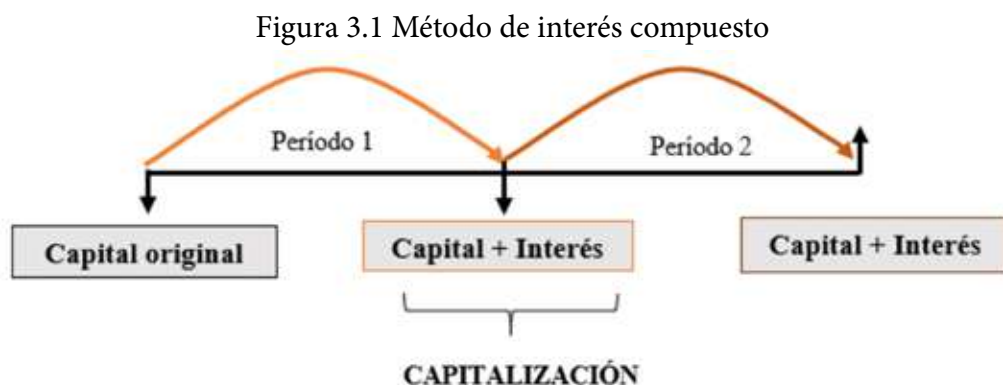 Figura 3.1 Método de interés compuesto
Período 1
Período 2
Capital original
Capital + Interés
Capital + Interés
CAPITALIZACIÓN